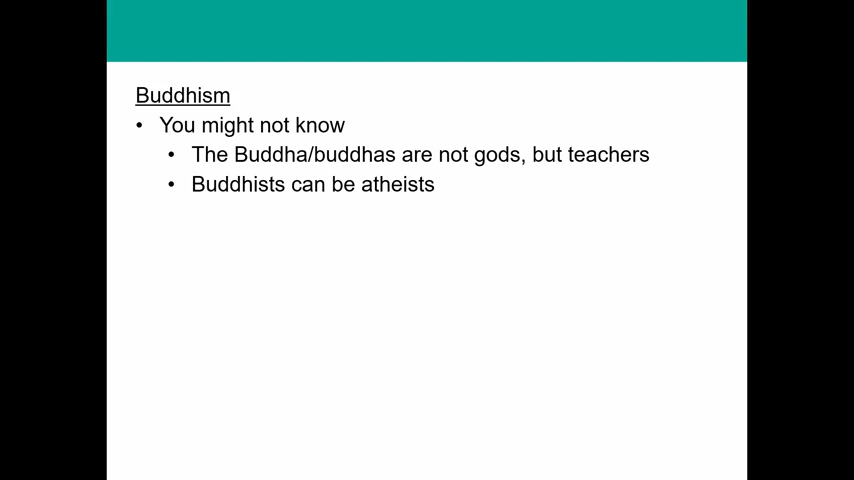 Buddhism
• You might not know
• The Buddha/buddhas are not gods, but teachers
• Buddhists can be atheists